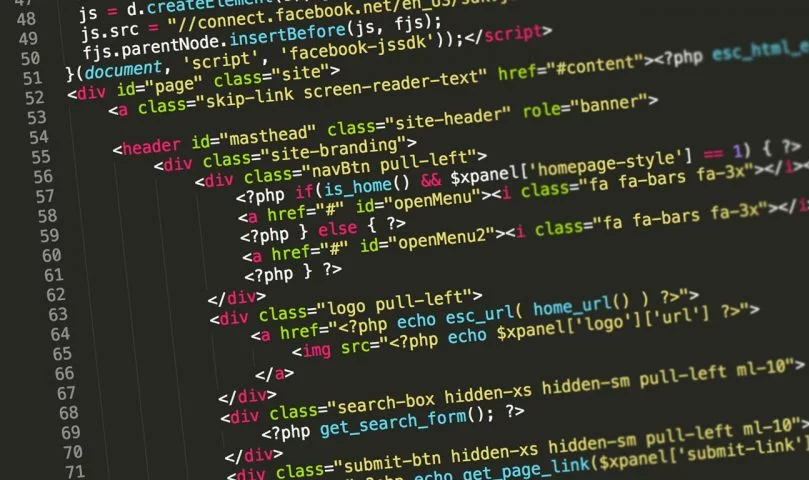 48 js = d.createElement(
49 js.src = "//connect.facebook.net/en_US/
50 fjs.parentNode.insertBefore(js, fjs);
51 }(document, 'script', 'facebook-jssdk'));</script>
52 <div id="page" class="site">
53 <a class="skip-link screen-reader-text" href="#content"><?php esc_html_e
54
55 <header id="masthead" class="site-header" role="banner">
56 <div class="site-branding">
57 <div class="navBtn pull-left">
58 <?php if(is_home() && $xpanel['homepage-style'] == 1) { ?>
59 <a href="#" id="openMenu"><i class="fa fa-bars fa-3x"></i><
60 <?php } else { ?>
61 <a href="#" id="openMenu2"><i class="fa fa-bars fa-3x"></i
62 <?php } ?>
63 </div>
64 <div class="logo pull-left">
65 <a href="<?php echo esc_url( home_url() ) ?>">
66 <img src="<?php echo $xpanel['logo']['url'] ?>">
67 </a>
68 </div>
69 <div class="search-box hidden-xs hidden-sm pull-left ml-10">
70 <?php get_search_form(); ?>
71 </div>
<div class="submit-btn hidden-xs hidden-sm pull-left ml-10">
echo get_page_link($xpanel['submit-link']